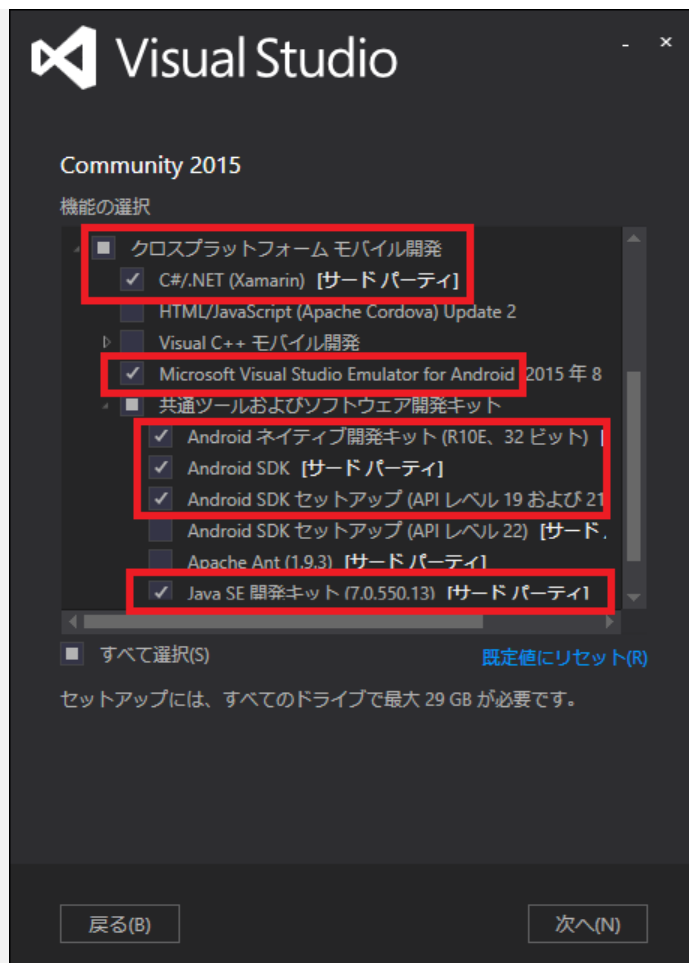 Visual Studio
Community 2015
機能の選択
クロスプラットフォーム モバイル開発
C#/.NET (Xamarin) [サード パーティ]
HTML/JavaScript (Apache Cordova) Update 2
Visual C++ モバイル開発
Microsoft Visual Studio Emulator for Android (2015 年 8
共通ツールおよびソフトウェア開発キット
Android ネイティブ開発キット (R10E、32 ビット) [
Android SDK [サード パーティ]
Android SDK セットアップ (API レベル 19 および 21
Android SDK セットアップ (API レベル 22) [サード .
Apache Ant (1.9.3) [サード パーティ]
Java SE 開発キット (7.0.550.13) [サード パーティ]
すべて選択(S)
既定値にリセット(R)
セットアップには、すべてのドライブで最大 29 GB が必要です。
戻る(B)
次へ(N)